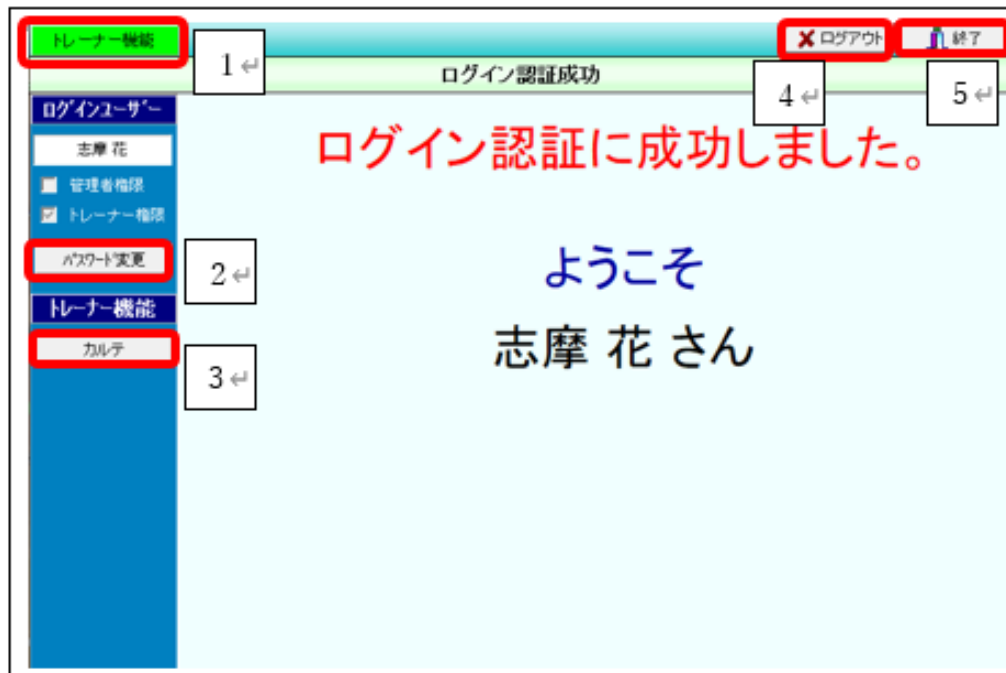 トレーナー機能
1↵
ログアウト
終了
ログイン認証成功
4↵
5↵
ログインユーザー
志摩 花
管理者権限
トレーナー権限
パスワード変更
2↵
トレーナー機能
カルテ
3↵
ログイン認証に成功しました。
ようこそ
志摩 花 さん